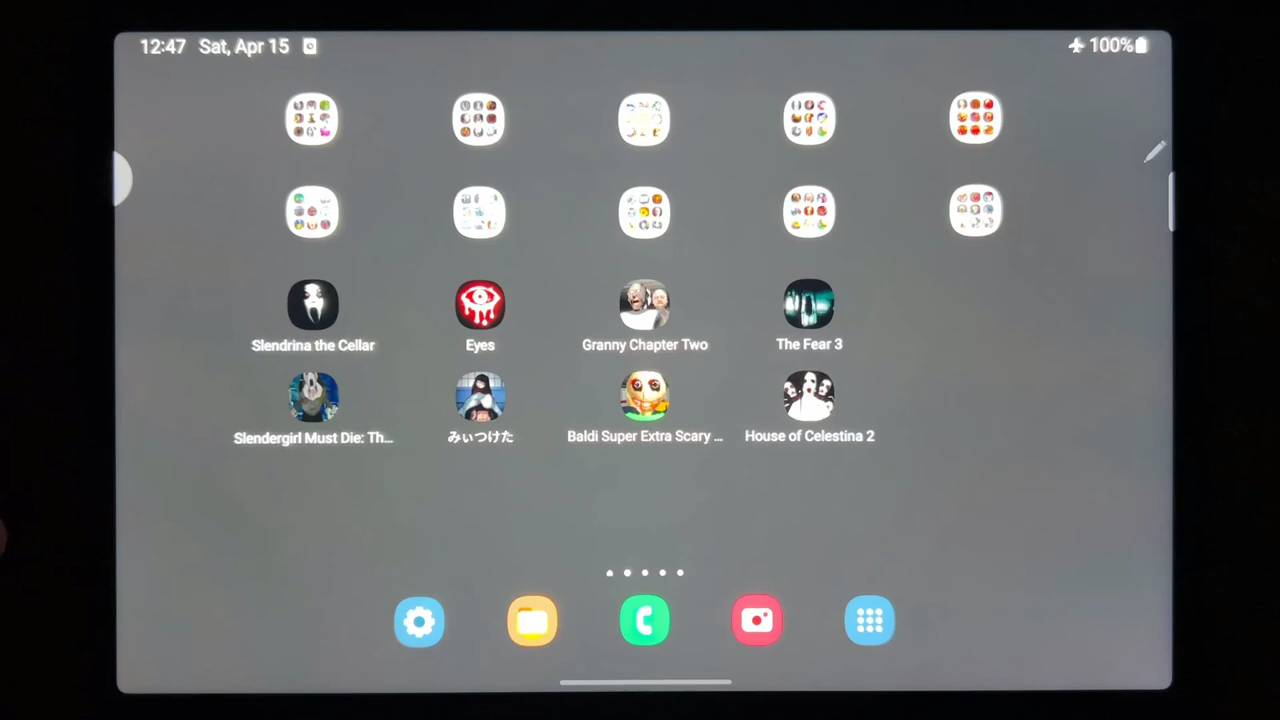 12:47 Sat, Apr 15 100%
Slendrina the Cellar Eyes Granny Chapter Two The Fear 3
Slendergirl Must Die: Th... みぃつけた Baldi Super Extra Scary ... House of Celestina 2